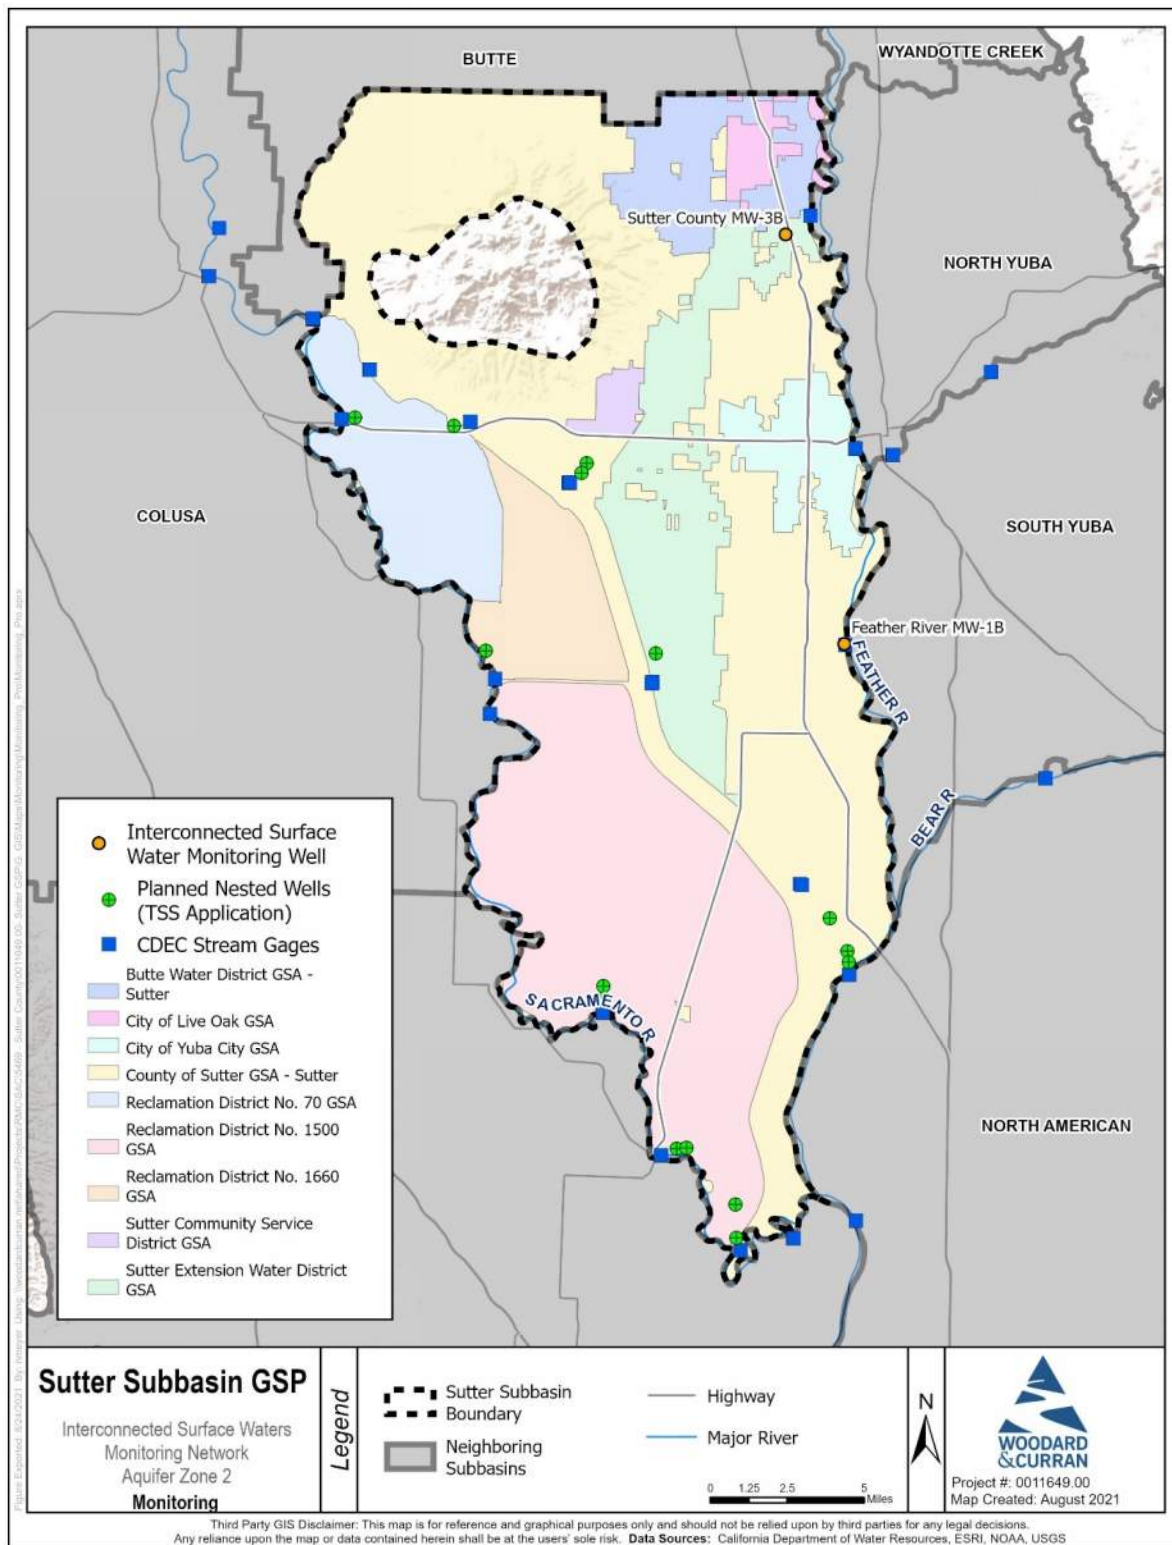 BUTTE
WYANDOTTE CREEK
Sutter County MW-3B
NORTH YUBA
COLUSA
SOUTH YUBA
Feather River MW-1B
FEATHER R
BEAR R
SACRAMENTO R
NORTH AMERICAN
Interconnected Surface
Water Monitoring Well
Planned Nested Wells
(TSS Application)
CDEC Stream Gages
Butte Water District GSA -
Sutter
City of Live Oak GSA
City of Yuba City GSA
County of Sutter GSA - Sutter
Reclamation District No. 70 GSA
Reclamation District No. 1500
GSA
Reclamation District No. 1660
GSA
Sutter Community Service
District GSA
Sutter Extension Water District
GSA
Sutter Subbasin GSP
Interconnected Surface Waters
Monitoring Network
Aquifer Zone 2
Monitoring
Legend
Sutter Subbasin
Boundary
Neighboring
Subbasins
Highway
Major River
0 1.25 2.5 5
Miles
N
WOODARD
&CURRAN
Project #: 0011649.00
Map Created: August 2021
Third Party GIS Disclaimer: This map is for reference and graphical purposes only and should not be relied upon by third parties for any legal decisions.
Any reliance upon the map or data contained herein shall be at the users' sole risk. Data Sources: California Department of Water Resources, ESRI, NOAA, USGS